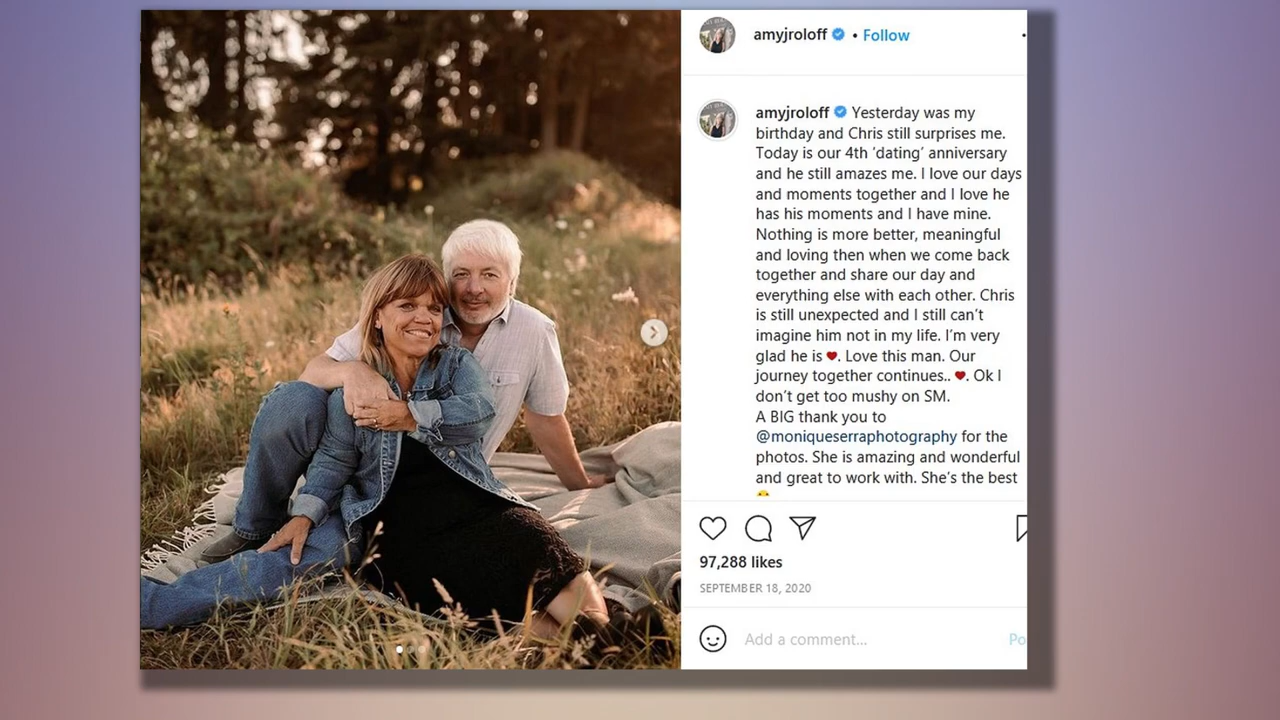 amyjroloff • Follow
amyjroloff Yesterday was my
birthday and Chris still surprises me.
Today is our 4th ‘dating’ anniversary
and he still amazes me. I love our days
and moments together and I love he
has his moments and I have mine.
Nothing is more better, meaningful
and loving then when we come back
together and share our day and
everything else with each other. Chris
is still unexpected and I still can’t
imagine him not in my life. I’m very
glad he is ❤. Love this man. Our
journey together continues.. ❤. Ok I
don’t get too mushy on SM.
A BIG thank you to
@moniqueserraphotography for the
photos. She is amazing and wonderful
and great to work with. She’s the best
97,288 likes
SEPTEMBER 18, 2020
Add a comment...
Po